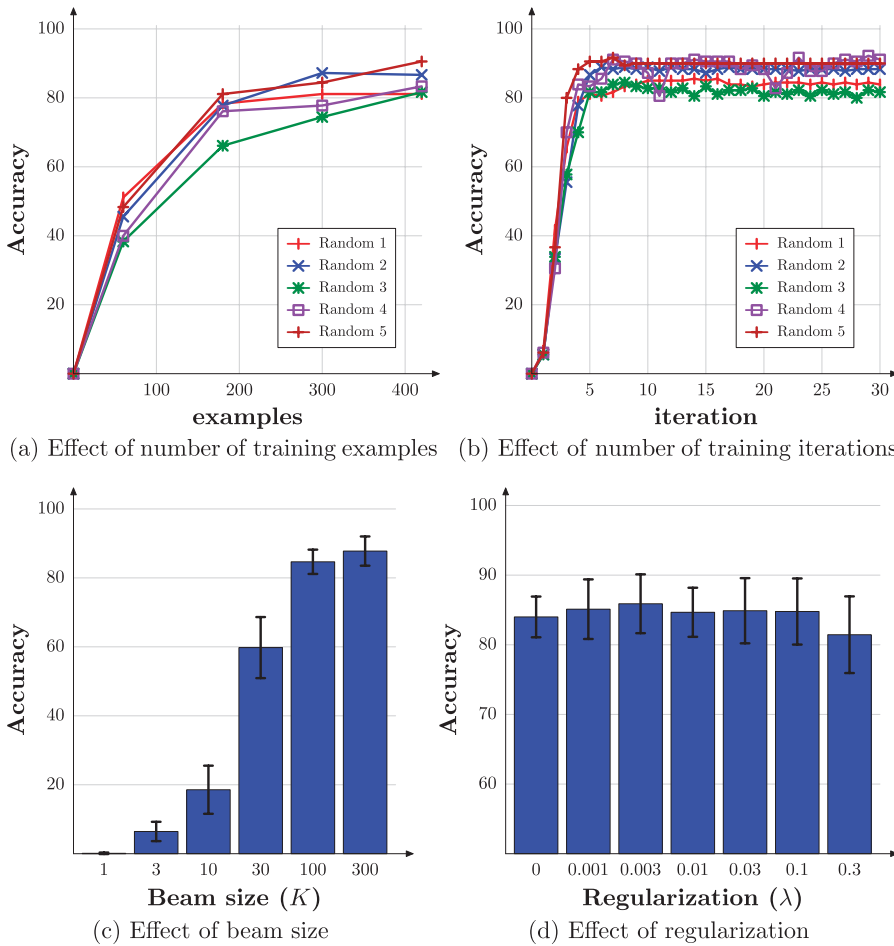 100
80
60
40
20
Accuracy
Random 1
Random 2
Random 3
Random 4
Random 5
100 200 300 400
examples
(a) Effect of number of training examples
100
80
60
40
20
Accuracy
Random 1
Random 2
Random 3
Random 4
Random 5
5 10 15 20 25 30
iteration
(b) Effect of number of training iterations
100
80
60
40
20
Accuracy
1 3 10 30 100 300
Beam size (K)
(c) Effect of beam size
100
90
80
70
60
Accuracy
0 0.001 0.003 0.01 0.03 0.1 0.3
Regularization (λ)
(d) Effect of regularization